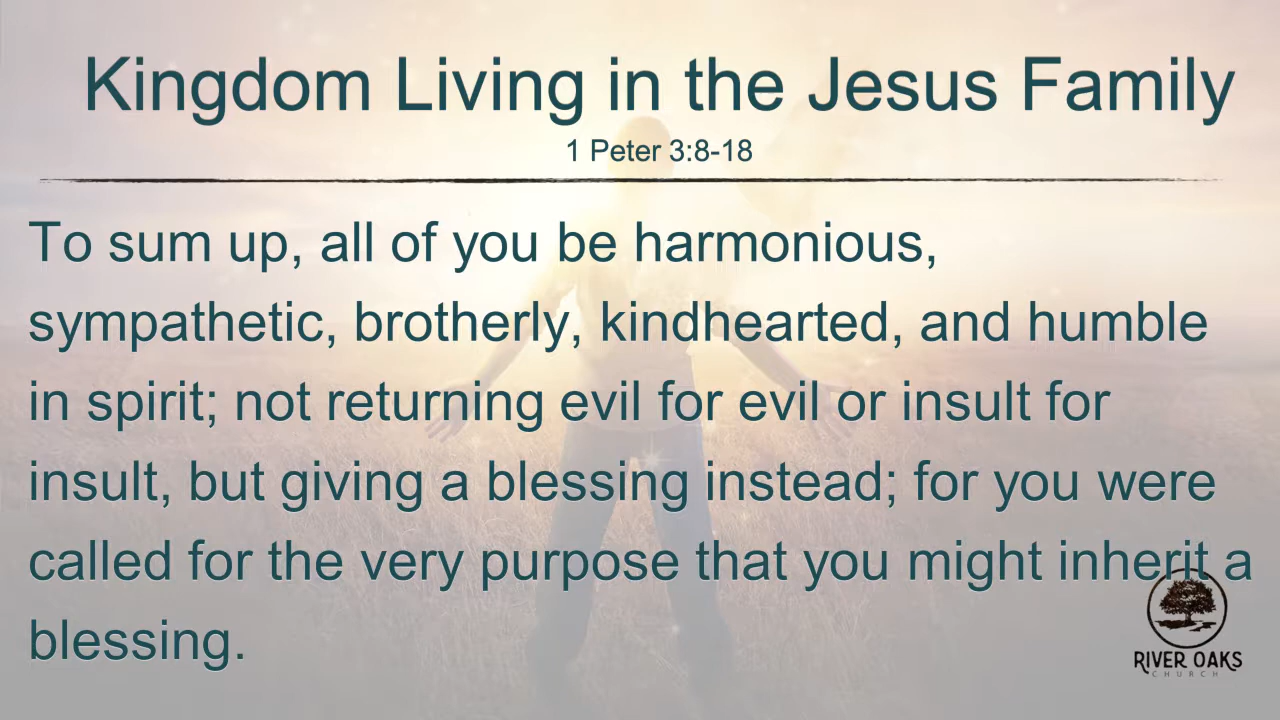 Kingdom Living in the Jesus Family
1 Peter 3:8-18
To sum up, all of you be harmonious,
sympathetic, brotherly, kindhearted, and humble
in spirit; not returning evil for evil or insult for
insult, but giving a blessing instead; for you were
called for the very purpose that you might inherit a
blessing.
RIVER OAKS
CHURCH